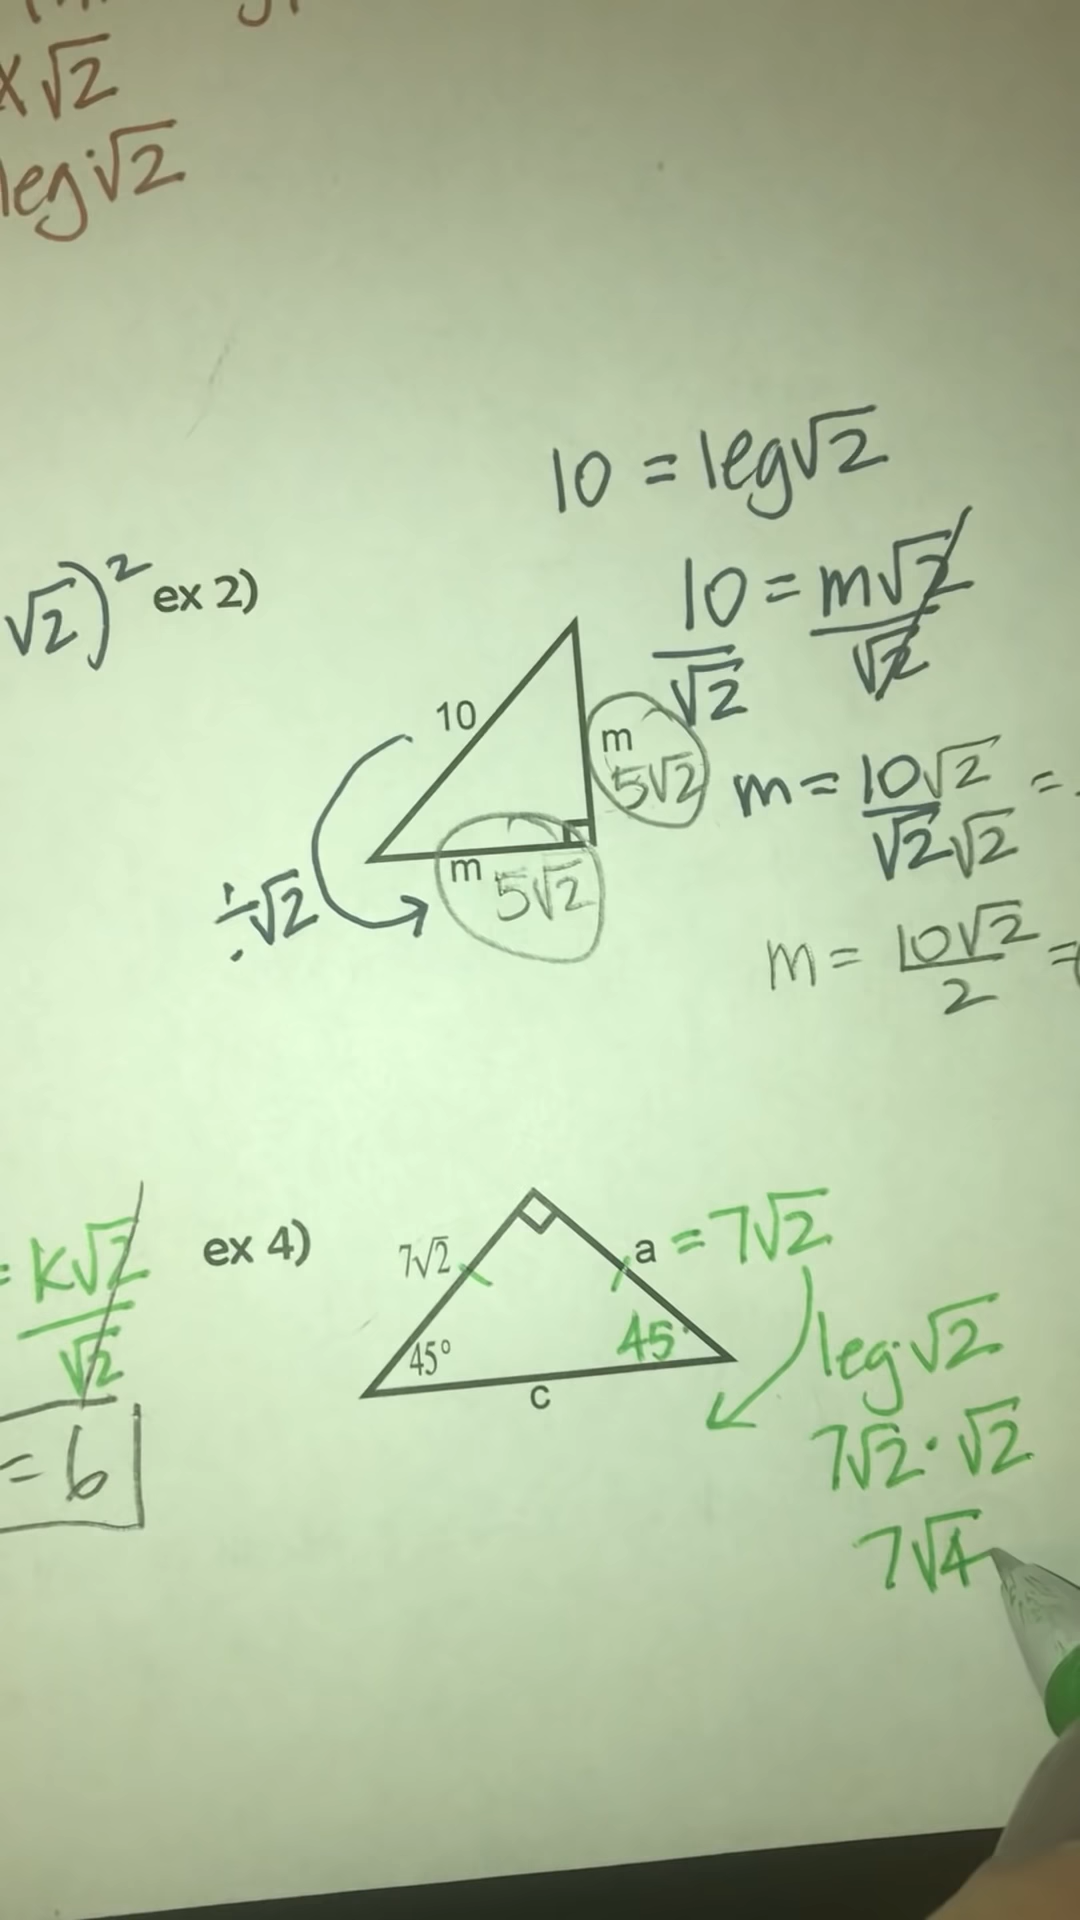 x√2
leg·√2
10 = leg√2
√2)² ex 2)
10 = m√2
√2 √2
10
m
5√2
m
5√2
÷√2
m = 10√2 =
√2√2
m = 10√2 =
2
= K√2
√2
= 6
ex 4)
7√2
a = 7√2
45°
45°
c
leg·√2
7√2 · √2
7√4